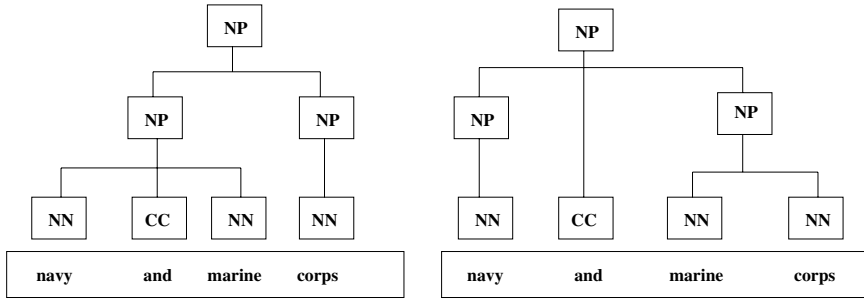 NP NP
NP NP NP NP
NN CC NN NN NN CC NN NN
navy and marine corps navy and marine corps